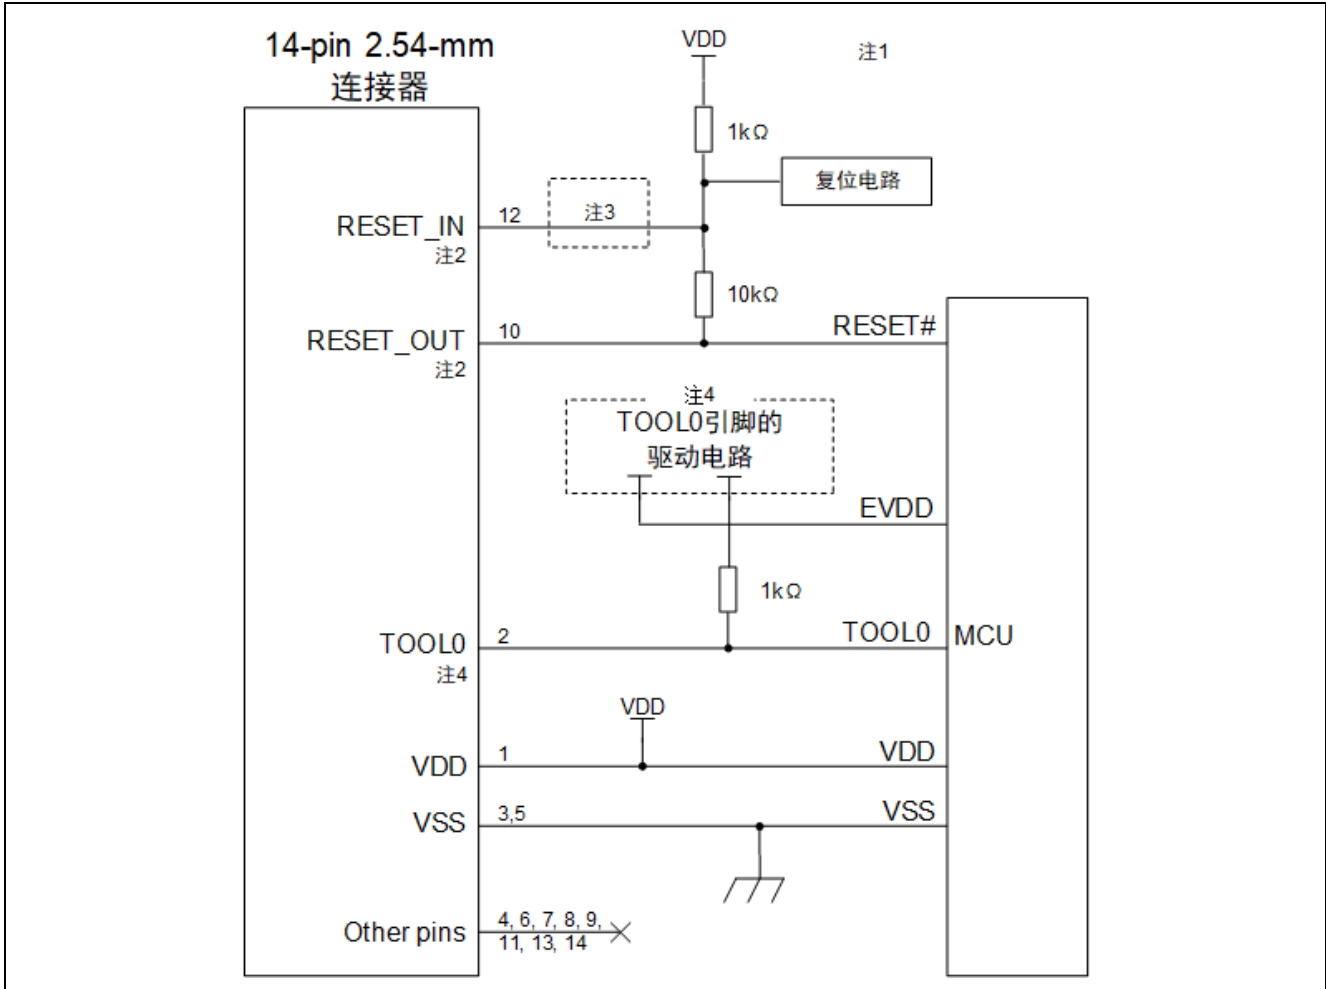 14-pin 2.54-mm
连接器
VDD
注1
1kΩ
复位电路
注3
RESET_IN
12
注2
10kΩ
RESET_OUT
10
RESET#
注2
注4
TOOL0引脚的
驱动电路
EVDD
1kΩ
TOOL0
2
TOOL0
MCU
注4
VDD
VDD
1
VDD
VSS
3,5
VSS
Other pins
4, 6, 7, 8, 9,
11, 13, 14